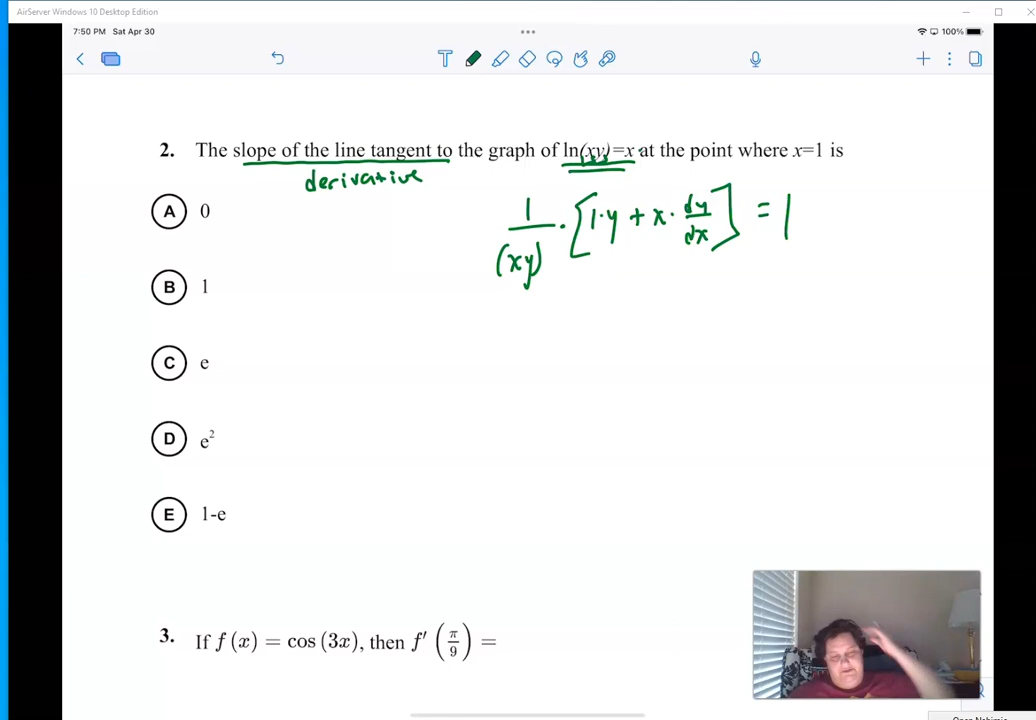 AirServer Windows 10 Desktop Edition
7:50 PM Sat Apr 30
100%
T
2. The slope of the line tangent to the graph of ln(xy)=x at the point where x=1 is
derivative
1/(xy) · [1·y + x · dy/dx] = 1
A 0
B 1
C e
D e²
E 1-e
3. If f (x) = cos (3x), then f′ (π/9) =